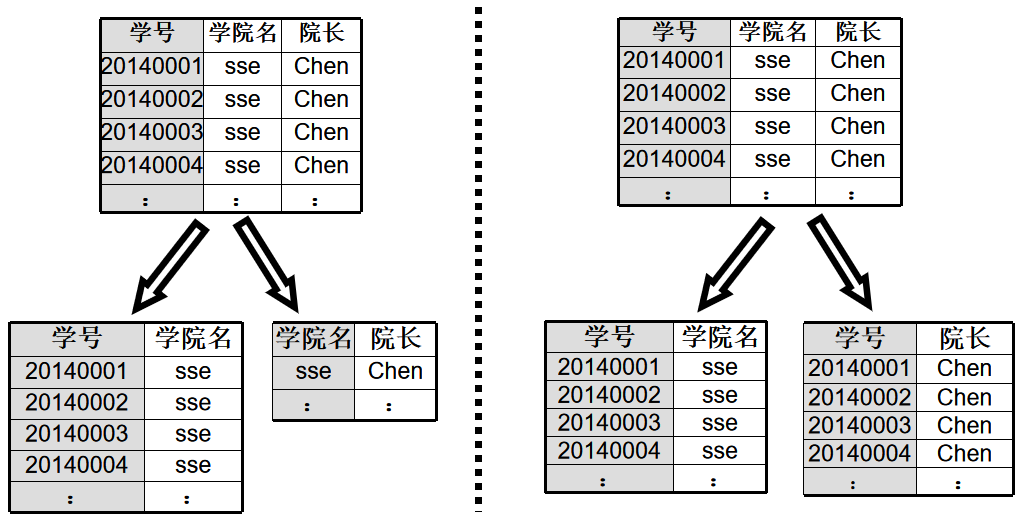 学号 学院名 院长
20140001 sse Chen
20140002 sse Chen
20140003 sse Chen
20140004 sse Chen
: : :
学号 学院名
20140001 sse
20140002 sse
20140003 sse
20140004 sse
: :
学院名 院长
sse Chen
: :
学号 学院名 院长
20140001 sse Chen
20140002 sse Chen
20140003 sse Chen
20140004 sse Chen
: : :
学号 学院名
20140001 sse
20140002 sse
20140003 sse
20140004 sse
: :
学号 院长
20140001 Chen
20140002 Chen
20140003 Chen
20140004 Chen
: :